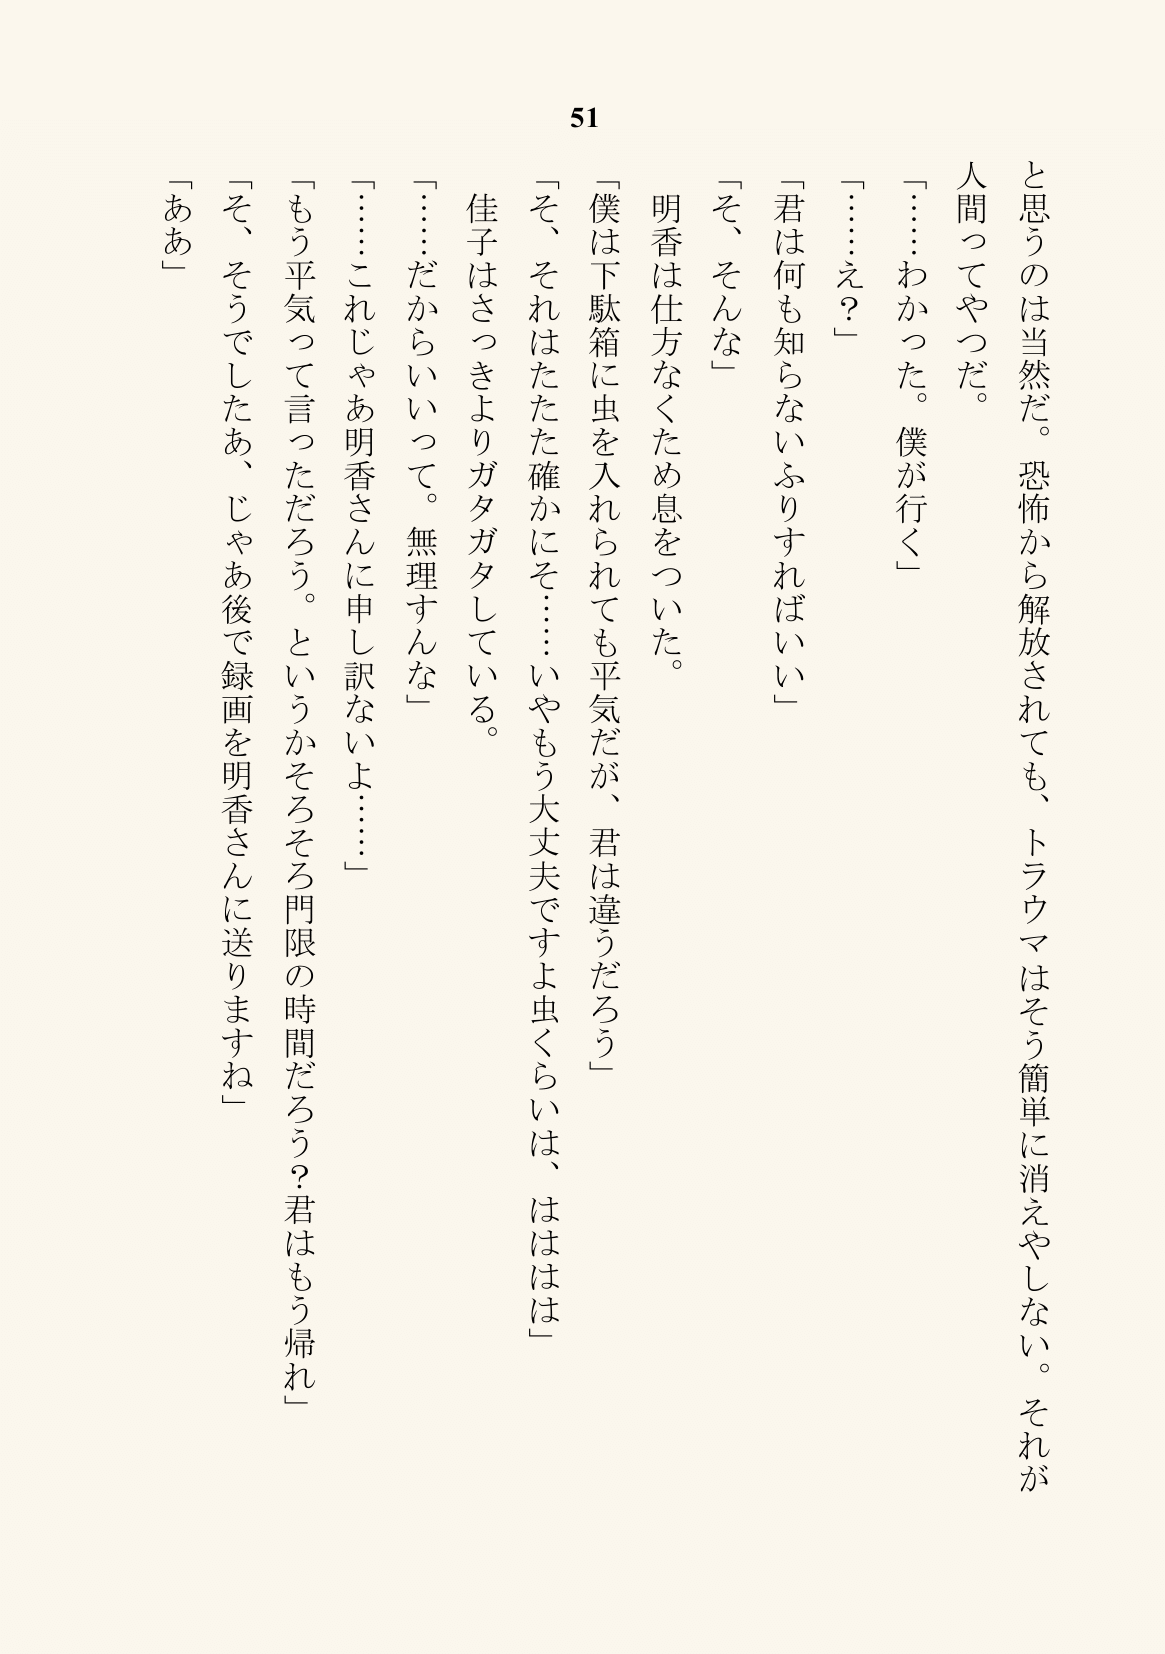 51
と思うのは当然だ。恐怖から解放されても、トラウマはそう簡単に消えやしない。それが
人間ってやつだ。
「……わかった。僕が行く」
「……え？」
「君は何も知らないふりすればいい」
「そ、そんな」
　明香は仕方なくため息をついた。
「僕は下駄箱に虫を入れられても平気だが、君は違うだろう」
「そ、それはたたた確かにそ……いやもう大丈夫ですよ虫くらいは、はははは」
　佳子はさっきよりガタガタしている。
「……だからいいって。無理すんな」
「……これじゃあ明香さんに申し訳ないよ……」
「もう平気って言っただろう。というかそろそろ門限の時間だろう？君はもう帰れ」
「そ、そうでしたあ、じゃあ後で録画を明香さんに送りますね」
「ああ」